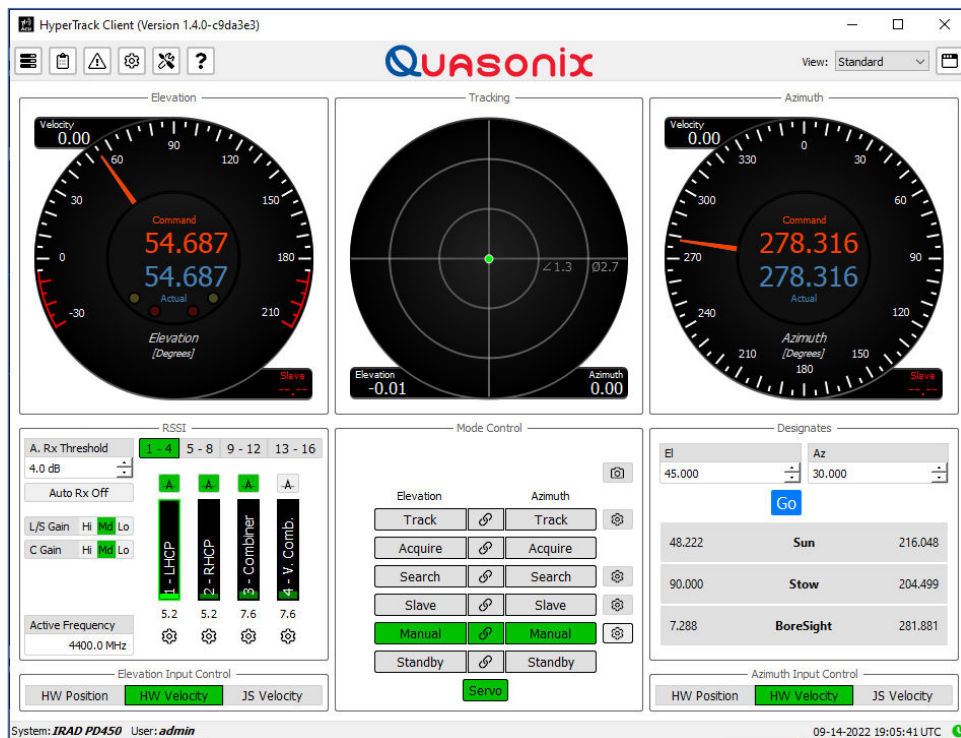 HyperTrack Client (Version 1.4.0-c9da3e3)
QUASONIX
View: Standard
Elevation
Velocity
0.00
-30 0 30 60 90 120 150 180 210
Command
54.687
54.687
Actual
Elevation
[Degrees]
Slave
--.--
Tracking
∠1.3 Ø2.7
Elevation
-0.01
Azimuth
0.00
Azimuth
Velocity
0.00
0 30 60 90 120 150 180 210 240 270 300 330
Command
278.316
278.316
Actual
Azimuth
[Degrees]
Slave
--.--
RSSI
A. Rx Threshold
4.0 dB
Auto Rx Off
L/S Gain Hi Md Lo
C Gain Hi Md Lo
Active Frequency
4400.0 MHz
1 - 4 5 - 8 9 - 12 13 - 16
-A- -A- -A- -A-
1 - LHCP
2 - RHCP
3 - Combiner
4 - V. Comb.
5.2 5.2 7.6 7.6
Mode Control
Elevation Azimuth
Track Track
Acquire Acquire
Search Search
Slave Slave
Manual Manual
Standby Standby
Servo
Designates
El Az
45.000 30.000
Go
48.222 Sun 216.048
90.000 Stow 204.499
7.288 BoreSight 281.881
Elevation Input Control
HW Position HW Velocity JS Velocity
Azimuth Input Control
HW Position HW Velocity JS Velocity
System: IRAD PD450 User: admin
09-14-2022 19:05:41 UTC